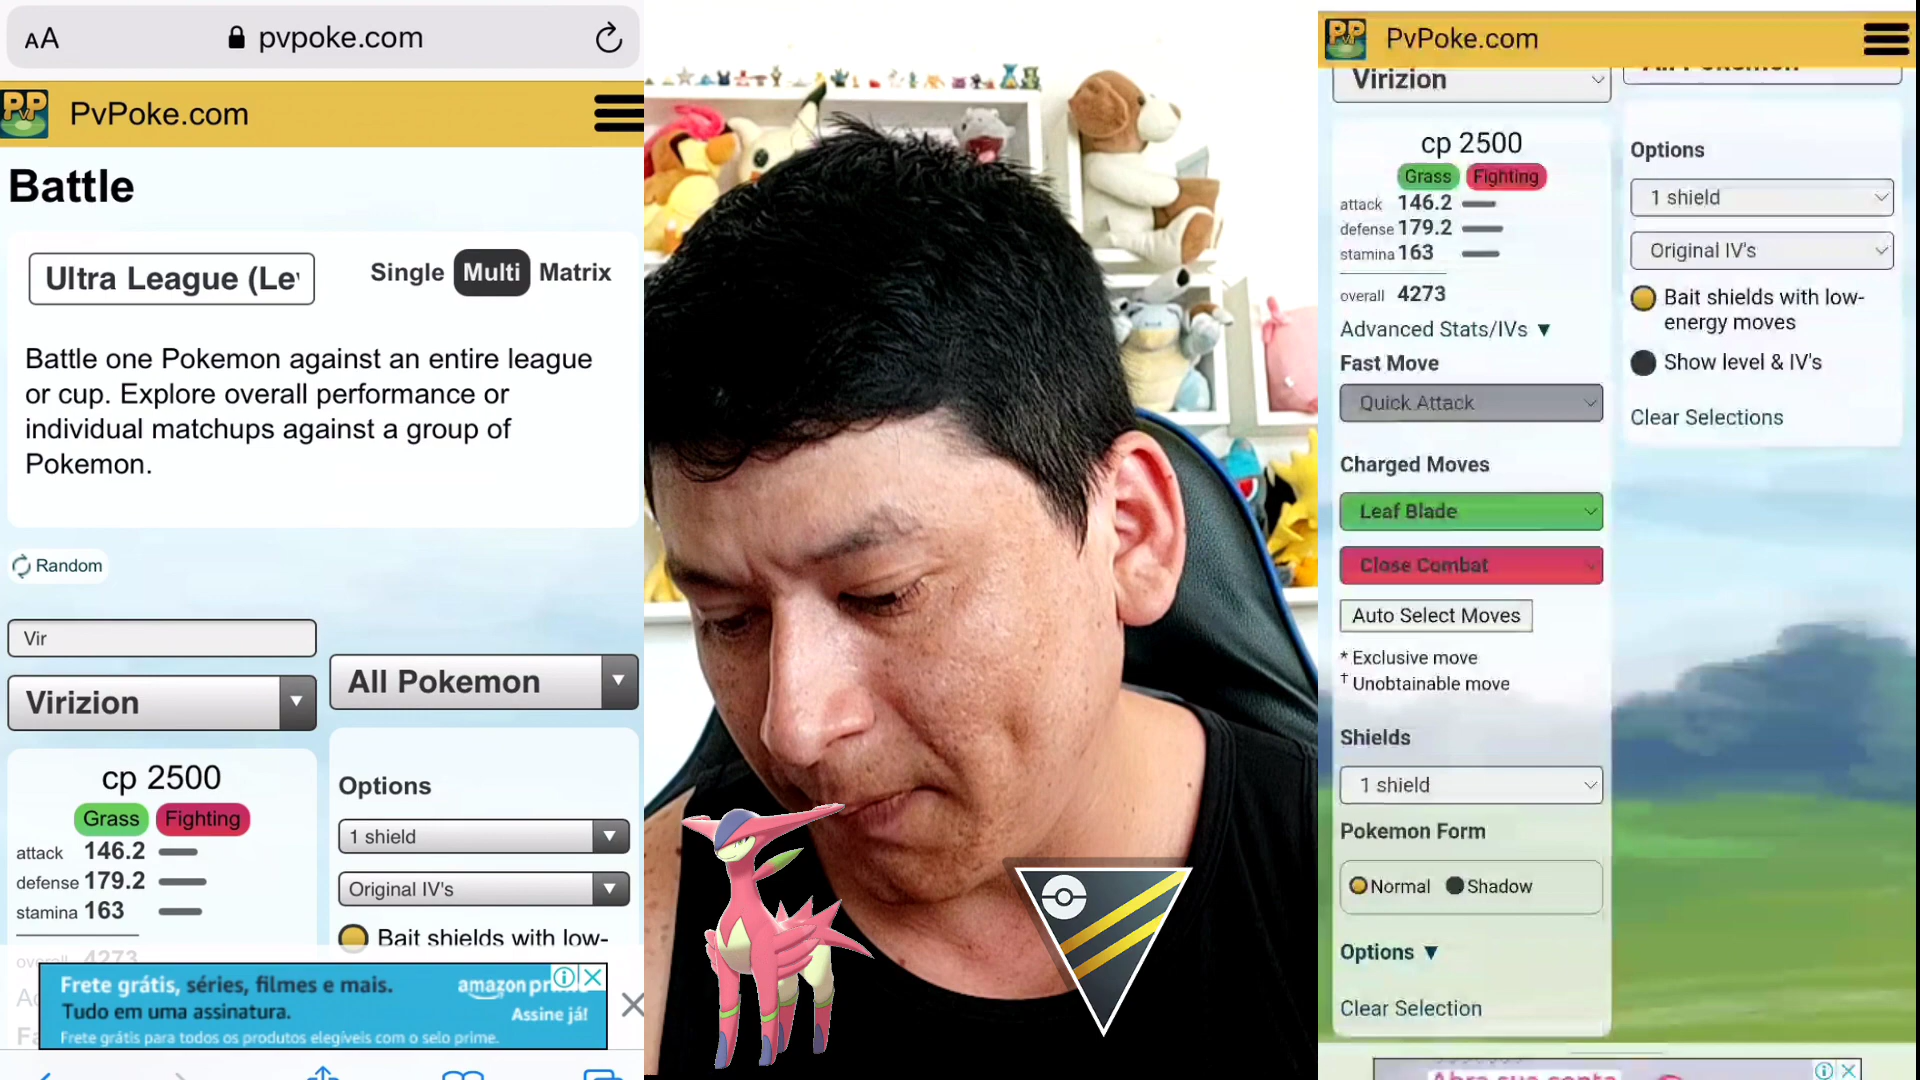 AA
pvpoke.com
PvPoke.com
Battle
Ultra League (Le
Single Multi Matrix
Battle one Pokemon against an entire league
or cup. Explore overall performance or
individual matchups against a group of
Pokemon.
Random
Vir
Virizion
All Pokemon
cp 2500
Grass Fighting
attack 146.2
defense 179.2
stamina 163
overall 4273
Options
1 shield
Original IV's
Bait shields with low-
Frete grátis, séries, filmes e mais.
Tudo em uma assinatura.
Frete grátis para todos os produtos elegíveis com o selo prime.
amazon
Assine já!
PvPoke.com
Virizion
All Pokemon
cp 2500
Grass Fighting
attack 146.2
defense 179.2
stamina 163
overall 4273
Advanced Stats/IVs ▼
Fast Move
Quick Attack
Charged Moves
Leaf Blade
Close Combat
Auto Select Moves
* Exclusive move
† Unobtainable move
Shields
1 shield
Pokemon Form
Normal Shadow
Options ▼
Clear Selection
Options
1 shield
Original IV's
Bait shields with low-
energy moves
Show level & IV's
Clear Selections
Abra sua conta